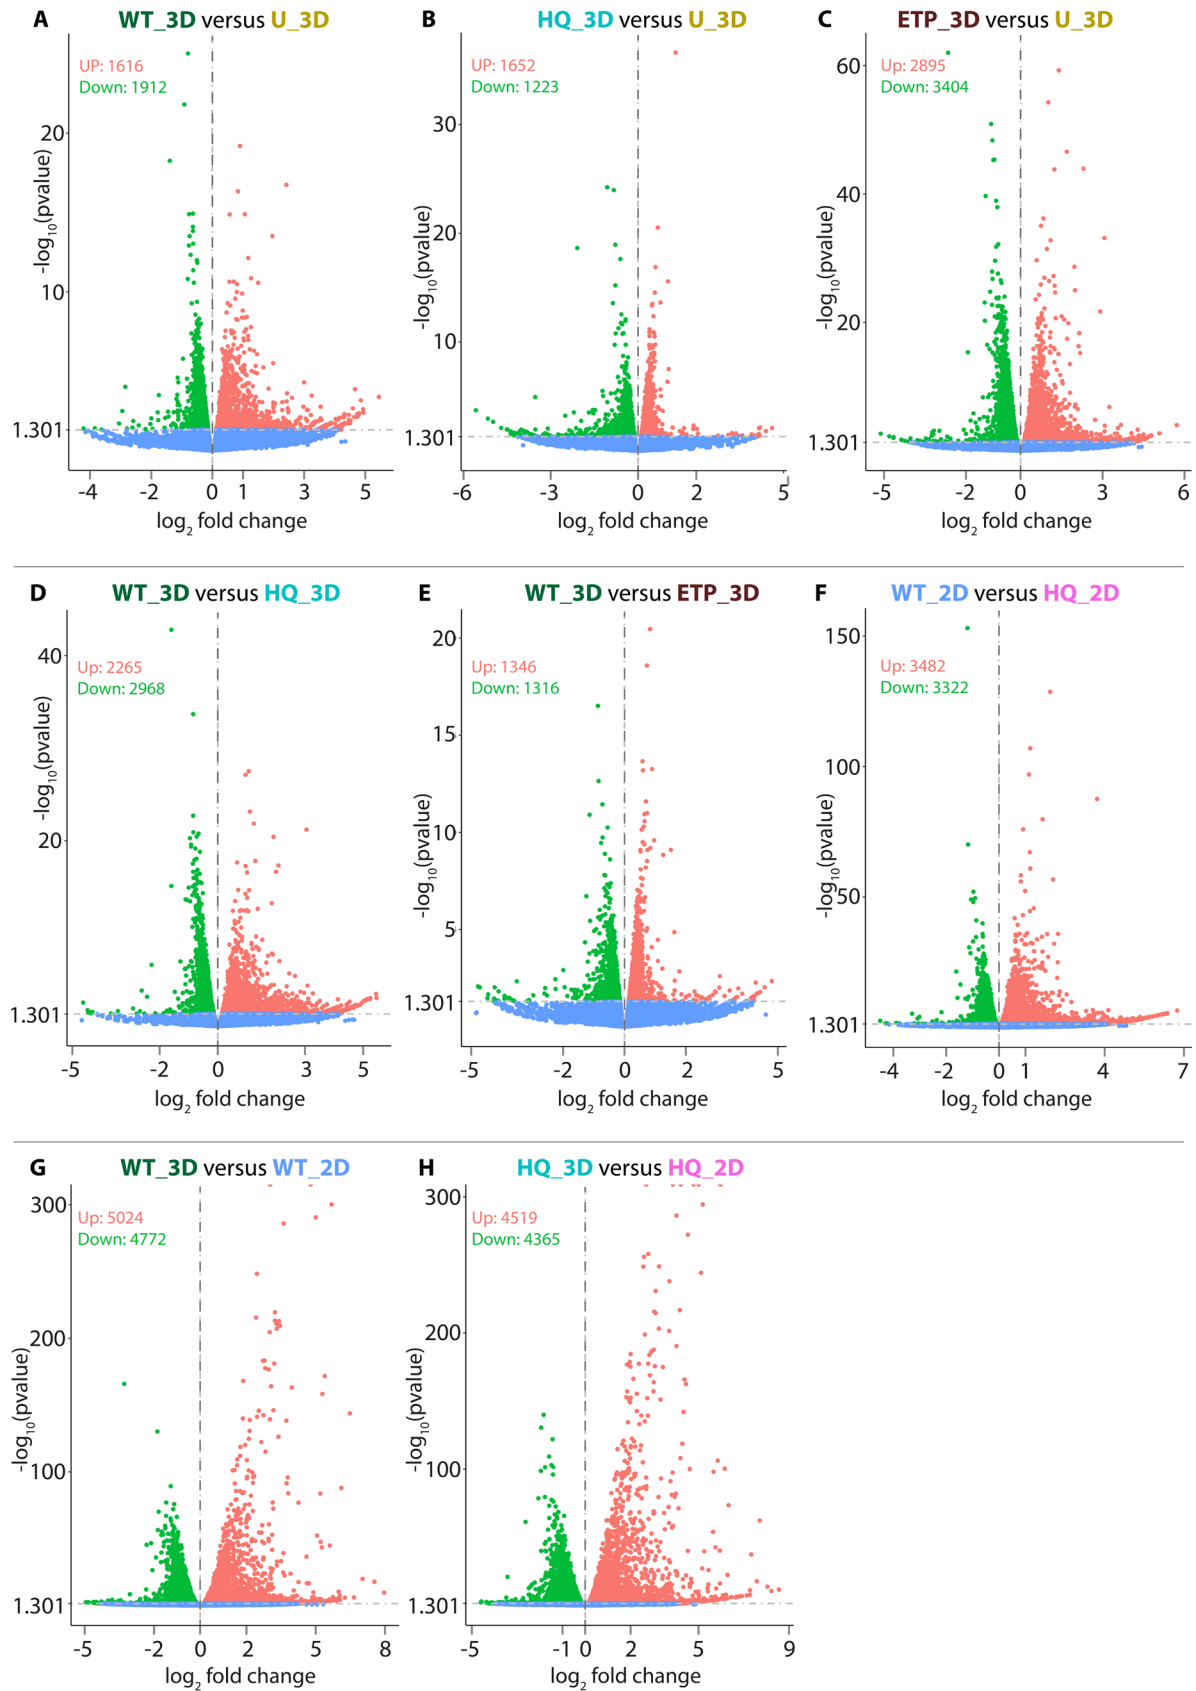 A WT_3D versus U_3D
UP: 1616
Down: 1912
-log10(pvalue)
20
10
1.301
-4 -2 0 1 3 5
log2 fold change
B HQ_3D versus U_3D
UP: 1652
Down: 1223
-log10(pvalue)
30
20
10
1.301
-6 -3 0 2 5
log2 fold change
C ETP_3D versus U_3D
Up: 2895
Down: 3404
-log10(pvalue)
60
40
20
1.301
-5 -2 0 3 6
log2 fold change
D WT_3D versus HQ_3D
Up: 2265
Down: 2968
-log10(pvalue)
40
20
1.301
-5 -2 0 2 5
log2 fold change
E WT_3D versus ETP_3D
Up: 1346
Down: 1316
-log10(pvalue)
20
15
10
5
1.301
-5 -2 0 2 5
log2 fold change
F WT_2D versus HQ_2D
Up: 3482
Down: 3322
-log10(pvalue)
150
100
50
1.301
-4 -2 0 1 4 7
log2 fold change
G WT_3D versus WT_2D
Up: 5024
Down: 4772
-log10(pvalue)
300
200
100
1.301
-5 -2 0 2 5 8
log2 fold change
H HQ_3D versus HQ_2D
Up: 4519
Down: 4365
-log10(pvalue)
300
200
100
1.301
-5 -1 0 2 5 9
log2 fold change